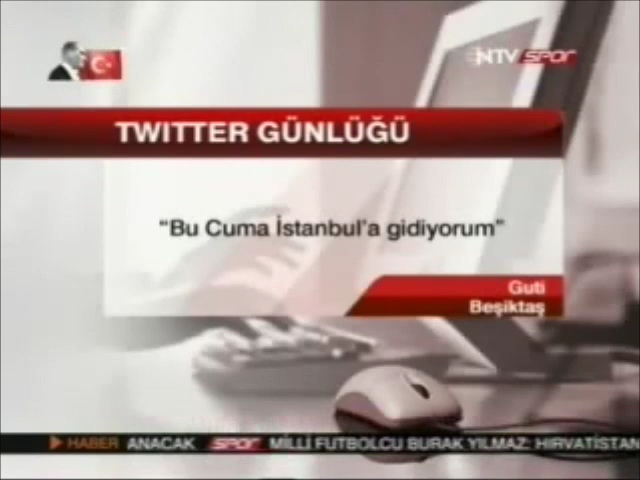 NTV SPOR
TWITTER GÜNLÜĞÜ
“Bu Cuma İstanbul’a gidiyorum”
Guti
Beşiktaş
HABER ANACAK SPOR MİLLİ FUTBOLCU BURAK YILMAZ: HIRVATİSTAN